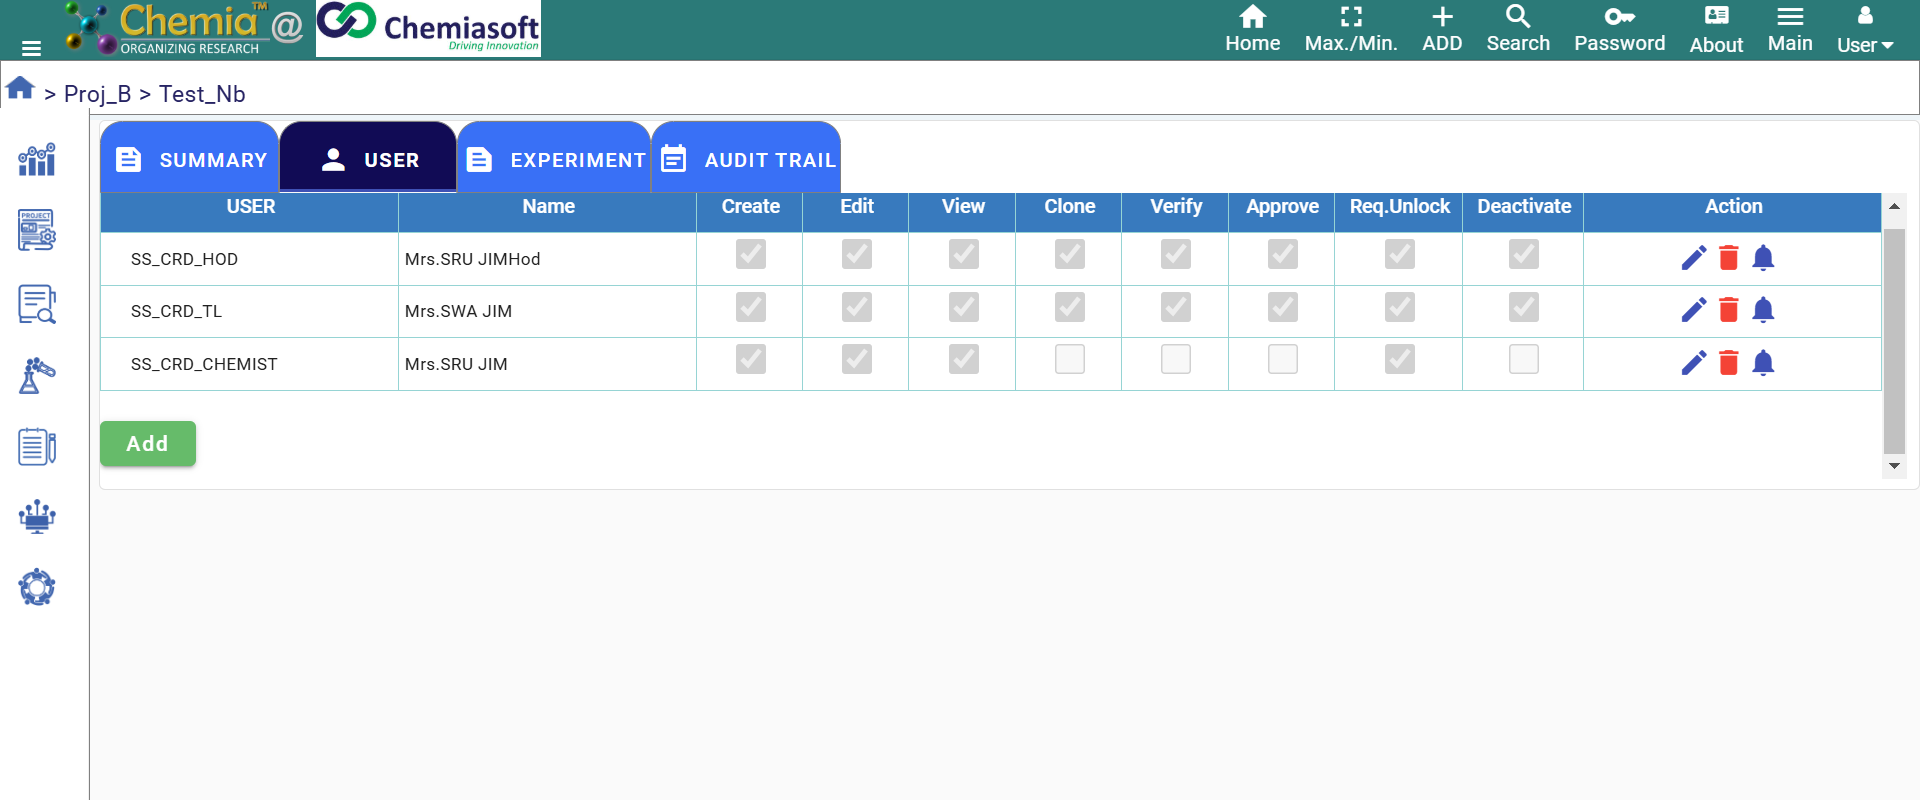 Chemia™ @
ORGANIZING RESEARCH
Chemiasoft
Driving Innovation
Home
Max./Min.
ADD
Search
Password
About
Main
User
> Proj_B > Test_Nb
SUMMARY
USER
EXPERIMENT
AUDIT TRAIL
USER Name Create Edit View Clone Verify Approve Req.Unlock Deactivate Action
SS_CRD_HOD Mrs.SRU JIMHod
SS_CRD_TL Mrs.SWA JIM
SS_CRD_CHEMIST Mrs.SRU JIM
Add
PROJECT